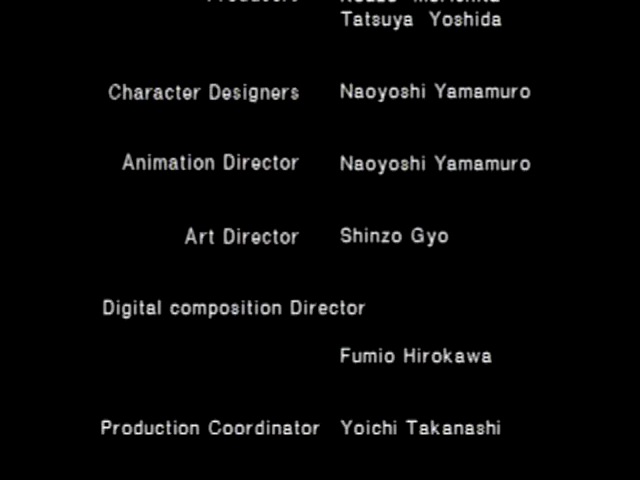 Tatsuya Yoshida
Character Designers Naoyoshi Yamamuro
Animation Director Naoyoshi Yamamuro
Art Director Shinzo Gyo
Digital composition Director
Fumio Hirokawa
Production Coordinator Yoichi Takanashi